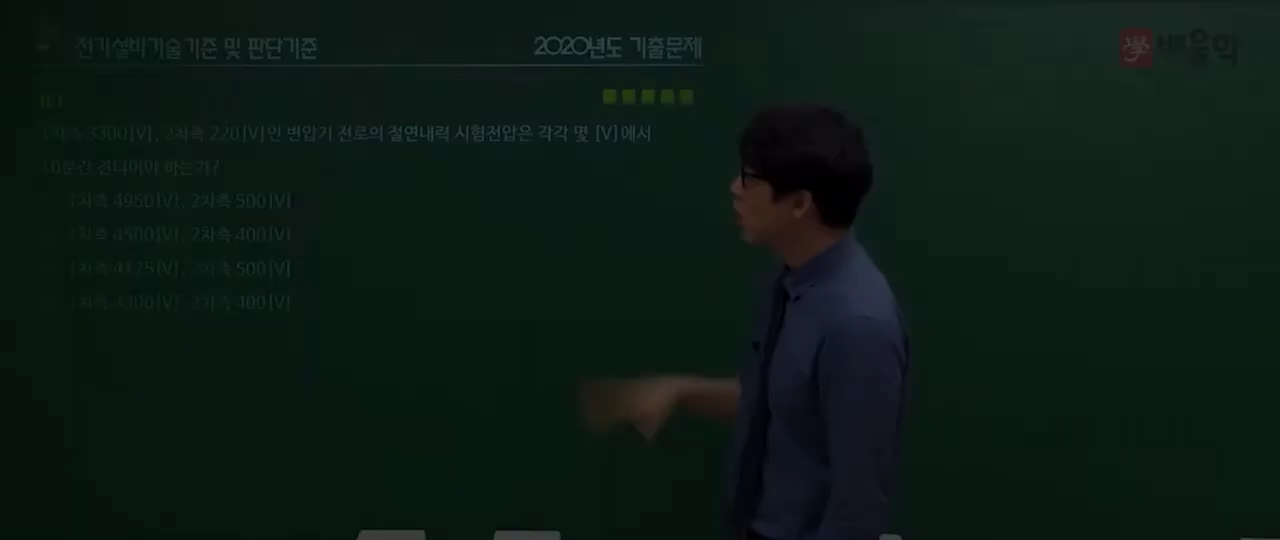 전기설비기술기준 및 판단기준
2020년도 기출문제
배울학
1차측 3300[V], 2차측 220[V]인 변압기 전로의 절연내력 시험전압은 각각 몇 [V]에서
10분간 견디어야 하는가?
1차측 4950[V], 2차측 500[V]
1차측 4500[V], 2차측 400[V]
1차측 4125[V], 2차측 500[V]
1차측 3300[V], 2차측 400[V]